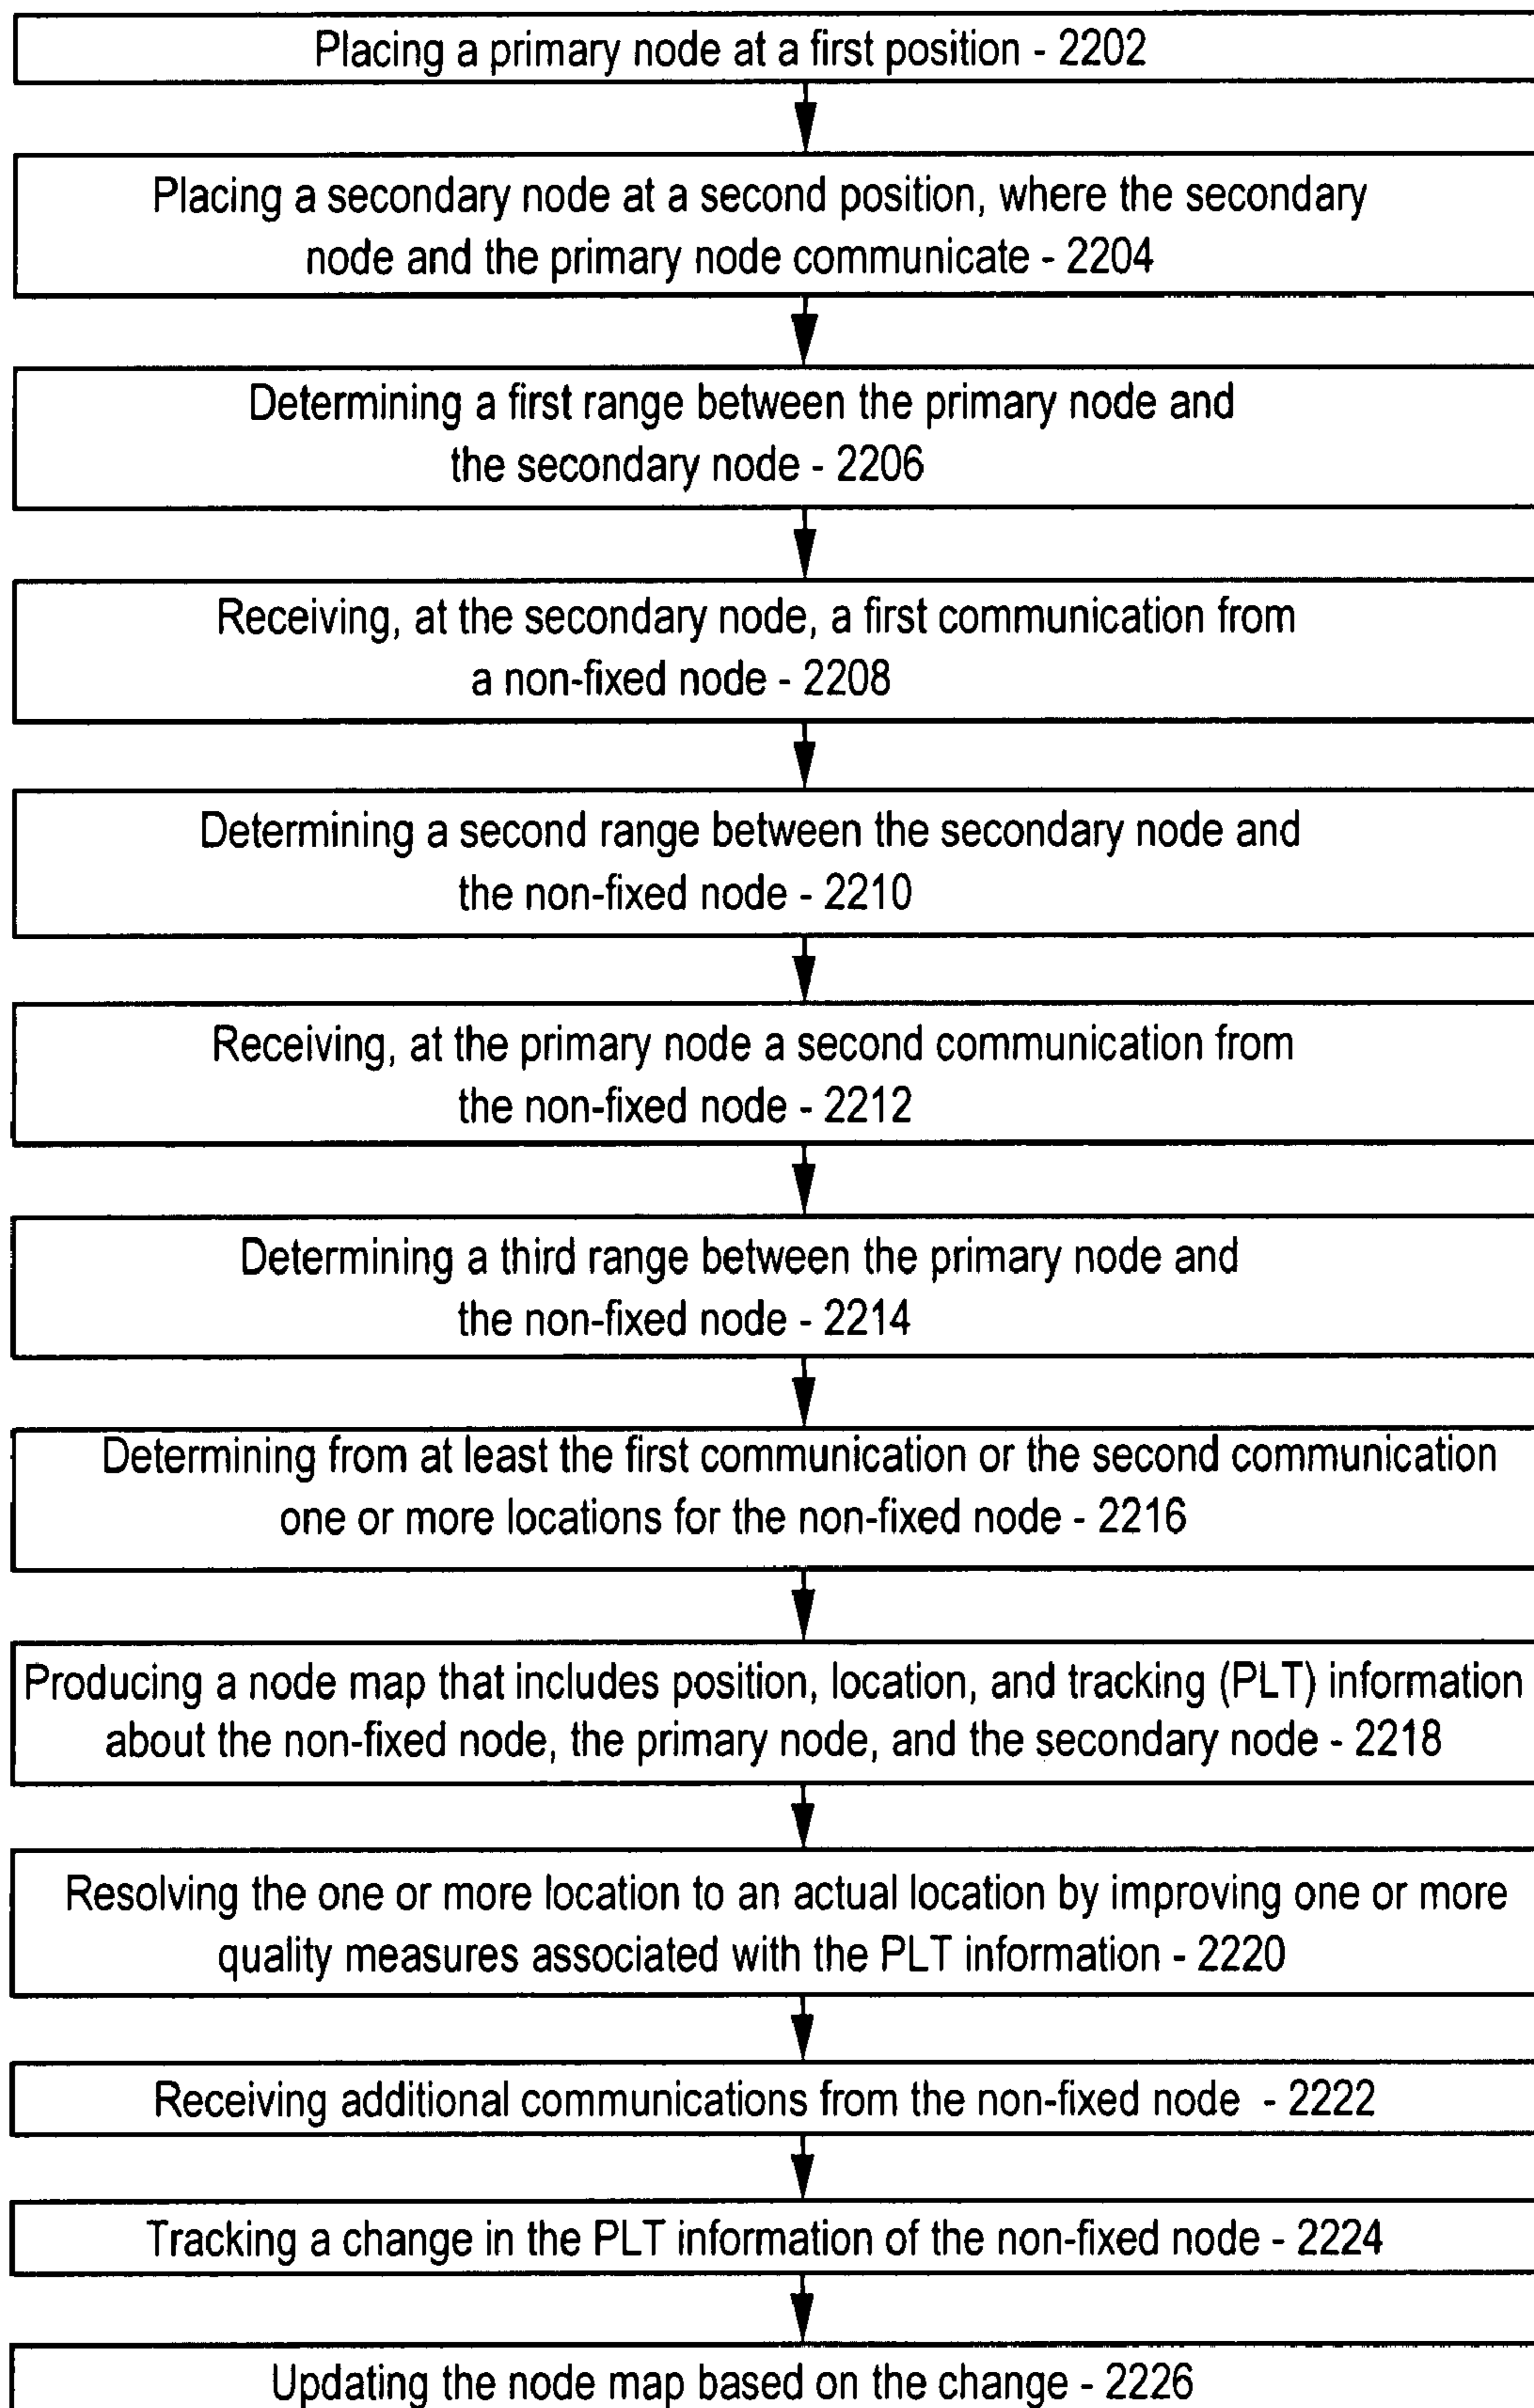 Placing a primary node at a first position - 2202
Placing a secondary node at a second position, where the secondary
node and the primary node communicate - 2204
Determining a first range between the primary node and
the secondary node - 2206
Receiving, at the secondary node, a first communication from
a non-fixed node - 2208
Determining a second range between the secondary node and
the non-fixed node - 2210
Receiving, at the primary node a second communication from
the non-fixed node - 2212
Determining a third range between the primary node and
the non-fixed node - 2214
Determining from at least the first communication or the second communication
one or more locations for the non-fixed node - 2216
Producing a node map that includes position, location, and tracking (PLT) information
about the non-fixed node, the primary node, and the secondary node - 2218
Resolving the one or more location to an actual location by improving one or more
quality measures associated with the PLT information - 2220
Receiving additional communications from the non-fixed node - 2222
Tracking a change in the PLT information of the non-fixed node - 2224
Updating the node map based on the change - 2226